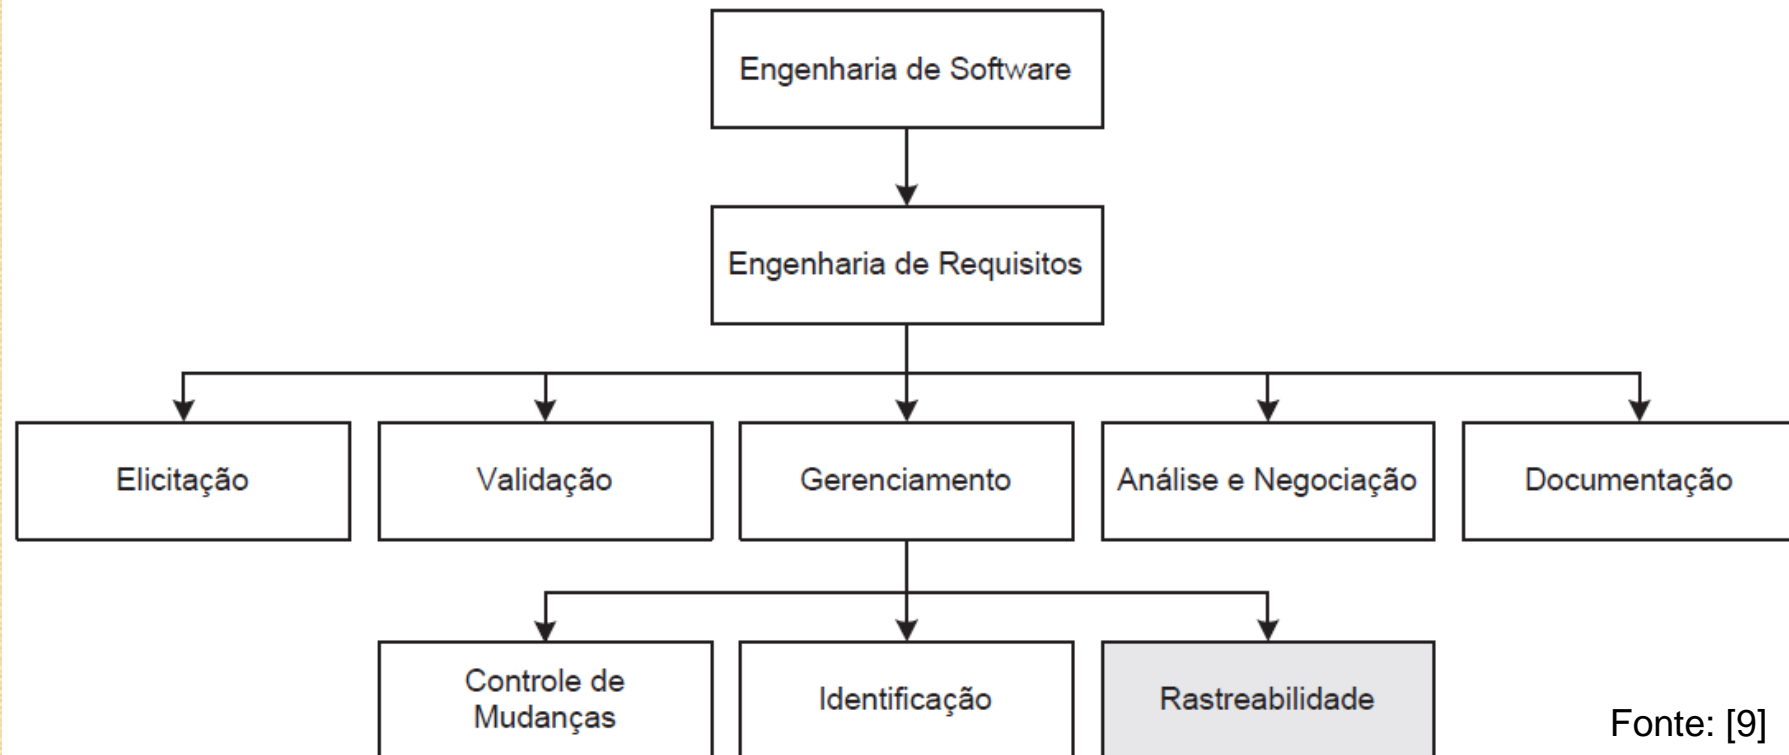 Engenharia de Software
Engenharia de Requisitos
Elicitação
Validação
Gerenciamento
Análise e Negociação
Documentação
Controle de
Mudanças
Identificação
Rastreabilidade
Fonte: [9]